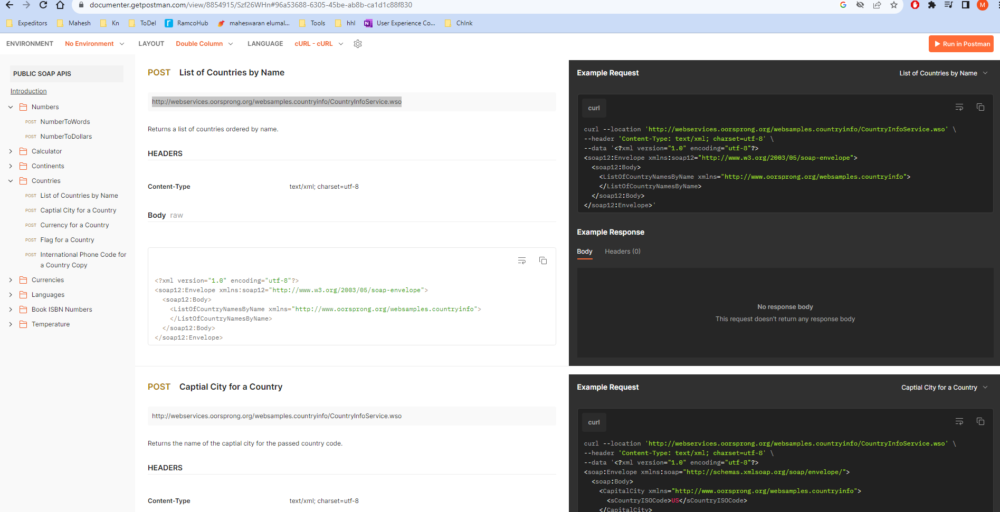 documenter.getpostman.com/view/8854915/Szf26WHn#96a53688-6305-45be-ab8b-ca1d1c88f830
M
Expeditors Mahesh Kn ToDel RamcoHub maheswaran elumal... Tools hhl User Experience Co... ChInk
ENVIRONMENT No Environment LAYOUT Double Column LANGUAGE cURL - cURL Run in Postman
PUBLIC SOAP APIS
Introduction
Numbers
POST NumberToWords
POST NumberToDollars
Calculator
Continents
Countries
POST List of Countries by Name
POST Captial City for a Country
POST Currency for a Country
POST Flag for a Country
POST International Phone Code for
a Country Copy
Currencies
Languages
Book ISBN Numbers
Temperature
POST List of Countries by Name
http://webservices.oorsprong.org/websamples.countryinfo/CountryInfoService.wso
Returns a list of countries ordered by name.
HEADERS
Content-Type text/xml; charset=utf-8
Body raw
<?xml version="1.0" encoding="utf-8"?>
<soap12:Envelope xmlns:soap12="http://www.w3.org/2003/05/soap-envelope">
<soap12:Body>
<ListOfCountryNamesByName xmlns="http://www.oorsprong.org/websamples.countryinfo">
</ListOfCountryNamesByName>
</soap12:Body>
</soap12:Envelope>
Example Request List of Countries by Name
curl
curl --location 'http://webservices.oorsprong.org/websamples.countryinfo/CountryInfoService.wso' \
--header 'Content-Type: text/xml; charset=utf-8' \
--data '<?xml version="1.0" encoding="utf-8"?>
<soap12:Envelope xmlns:soap12="http://www.w3.org/2003/05/soap-envelope">
<soap12:Body>
<ListOfCountryNamesByName xmlns="http://www.oorsprong.org/websamples.countryinfo">
</ListOfCountryNamesByName>
</soap12:Body>
</soap12:Envelope>'
Example Response
Body Headers (0)
No response body
This request doesn't return any response body
POST Captial City for a Country
http://webservices.oorsprong.org/websamples.countryinfo/CountryInfoService.wso
Returns the name of the captial city for the passed country code.
HEADERS
Content-Type text/xml; charset=utf-8
Example Request Captial City for a Country
curl
curl --location 'http://webservices.oorsprong.org/websamples.countryinfo/CountryInfoService.wso' \
--header 'Content-Type: text/xml; charset=utf-8' \
--data '<?xml version="1.0" encoding="utf-8"?>
<soap:Envelope xmlns:soap="http://schemas.xmlsoap.org/soap/envelope/">
<soap:Body>
<CapitalCity xmlns="http://www.oorsprong.org/websamples.countryinfo">
<sCountryISOCode>US</sCountryISOCode>
</CapitalCity>